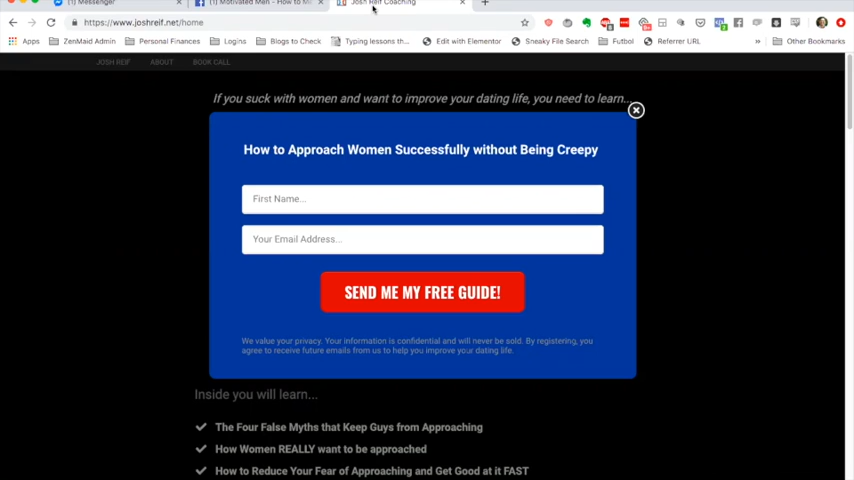 (1) Messenger
(1) Motivated Men – How to M
Josh Reif Coaching
https://www.joshreif.net/home
Apps ZenMaid Admin Personal Finances Logins Blogs to Check Typing lessons th... Edit with Elementor Sneaky File Search Futbol Referrer URL » Other Bookmarks
JOSH REIF ABOUT BOOK CALL
If you suck with women and want to improve your dating life, you need to learn...
How to Approach Women Successfully without Being Creepy
First Name...
Your Email Address...
SEND ME MY FREE GUIDE!
We value your privacy. Your information is confidential and will never be sold. By registering, you
agree to receive future emails from us to help you improve your dating life.
Inside you will learn...
The Four False Myths that Keep Guys from Approaching
How Women REALLY want to be approached
How to Reduce Your Fear of Approaching and Get Good at it FAST